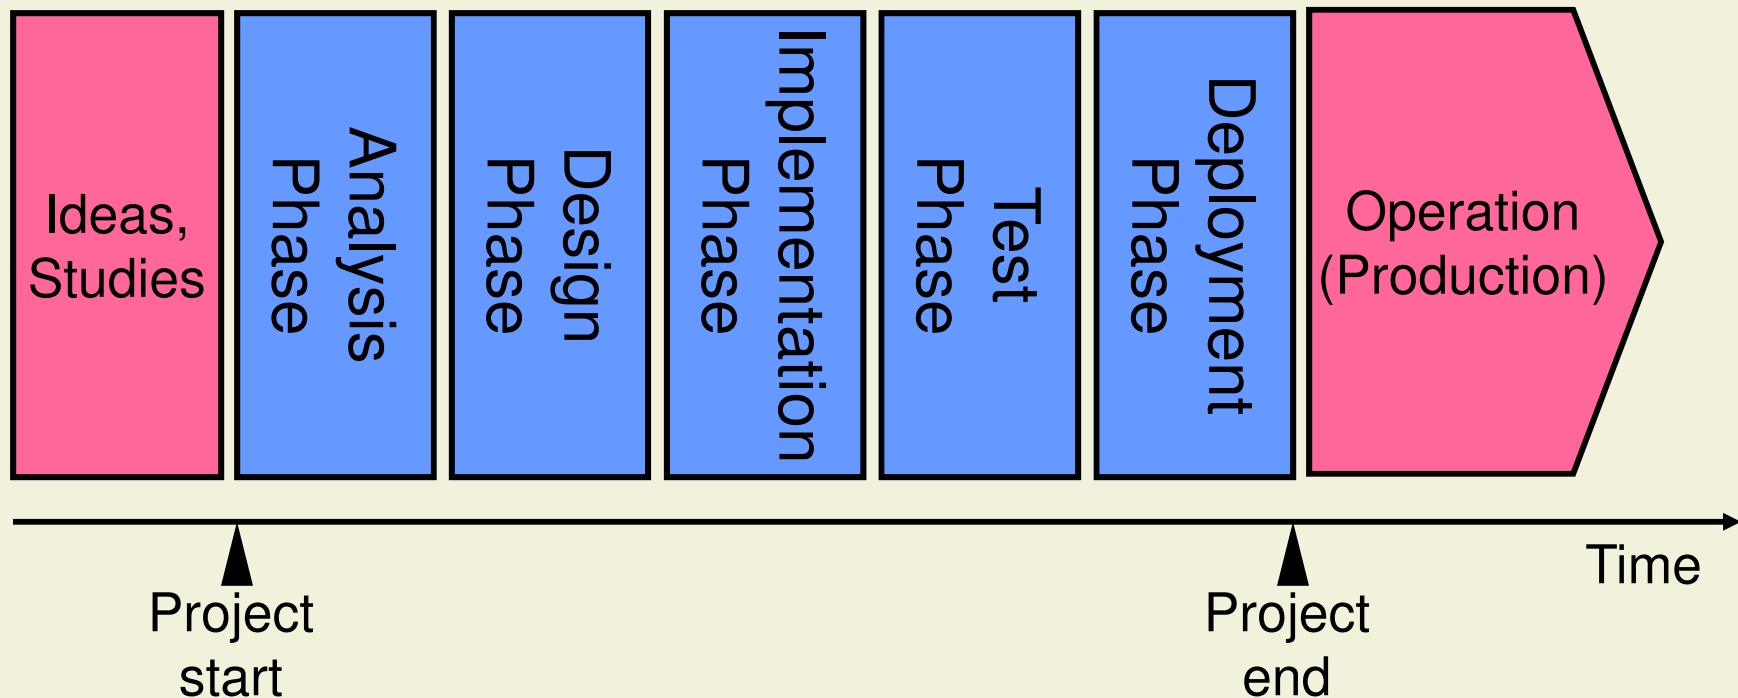 Ideas,
Studies
Analysis
Phase
Design
Phase
Implementation
Phase
Test
Phase
Deployment
Phase
Operation
(Production)
Time
Project
start
Project
end